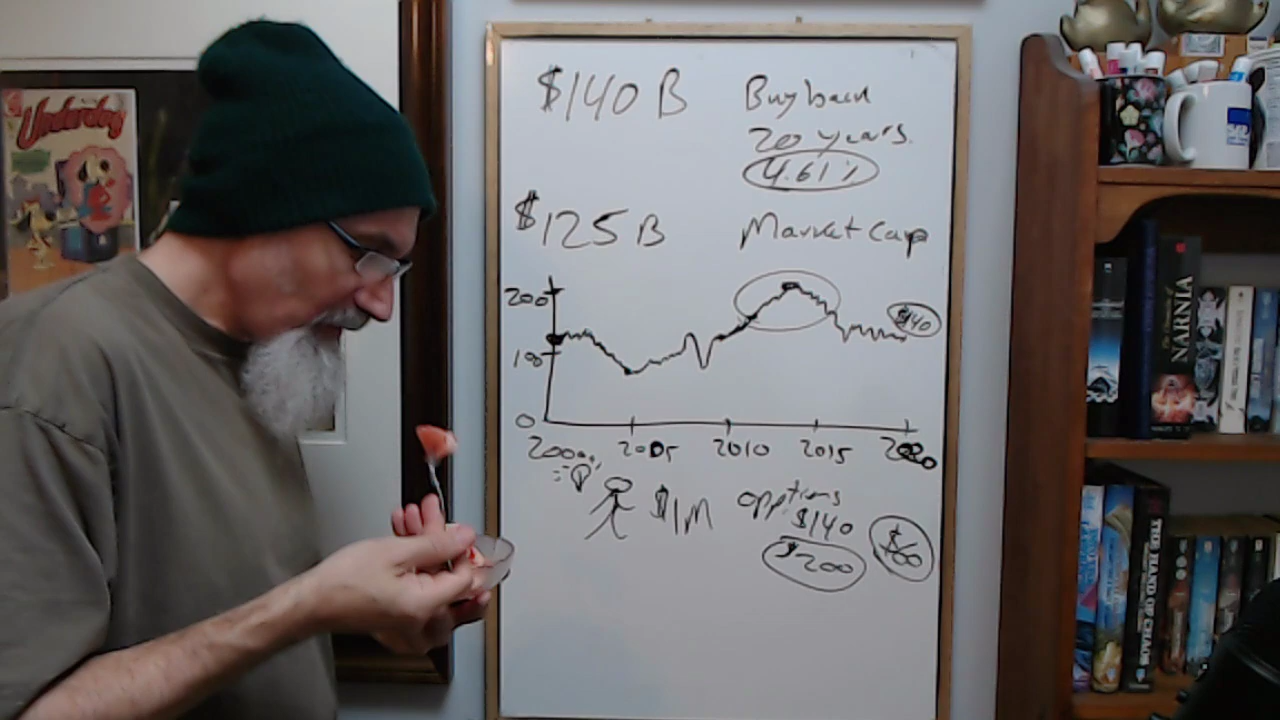 Underdog
$140 B Buyback
20 years.
4.61%
$125 B Market Cap
200
100
0
$140
2000 2005 2010 2015 2020
$1M options
$140
$200
$60
NARNIA
THE HAND OF CHAOS